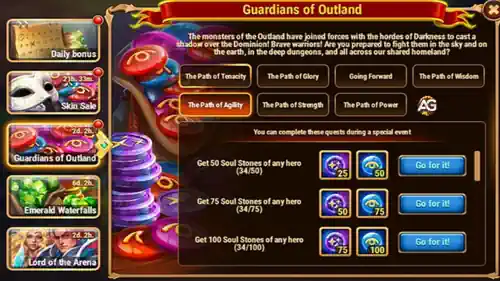 Guardians of Outland
The monsters of the Outland have joined forces with the hordes of Darkness to cast a
shadow over the Dominion! Brave warriors! Are you prepared to fight them in the sky and on
the earth, in the deep dungeons, and all across our shared homeland?
Daily bonus
21h. 33m.
Skin Sale
2d. 2h.
Guardians of Outland
6d. 2h.
Emerald Waterfalls
2d. 2h.
Lord of the Arena
The Path of Tenacity
The Path of Glory
Going Forward
The Path of Wisdom
The Path of Agility
The Path of Strength
The Path of Power
AG
You can complete these quests during a special event
Get 50 Soul Stones of any hero
(34/50)
25
50
Go for it!
Get 75 Soul Stones of any hero
(34/75)
50
75
Go for it!
Get 100 Soul Stones of any hero
(34/100)
75
100
Go for it!